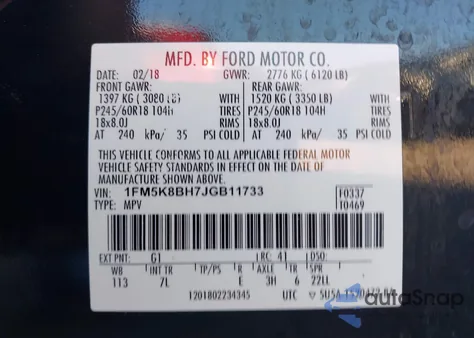 MFD. BY FORD MOTOR CO.
DATE: 02/18 GVWR: 2776 KG ( 6120 LB)
FRONT GAWR: REAR GAWR:
1397 KG ( 3080 LB) WITH 1520 KG ( 3350 LB) WITH
P245/60R18 104H TIRES P245/60R18 104H TIRES
18x8.0J RIMS 18x8.0J RIMS
AT 240 kPa/ 35 PSI COLD AT 240 kPa/ 35 PSI COLD
THIS VEHICLE CONFORMS TO ALL APPLICABLE FEDERAL MOTOR
VEHICLE SAFETY STANDARDS IN EFFECT ON THE DATE OF
MANUFACTURE SHOWN ABOVE.
VIN: 1FM5K8BH7JGB11733 F0337
TYPE: MPV T0469
EXT PNT: G1 RC: 41 DSO:
WB INT TR TP/PS R AXLE TR SPR
113 7L E 3H 6 22LL
1201802234345 UTC
autoSnap